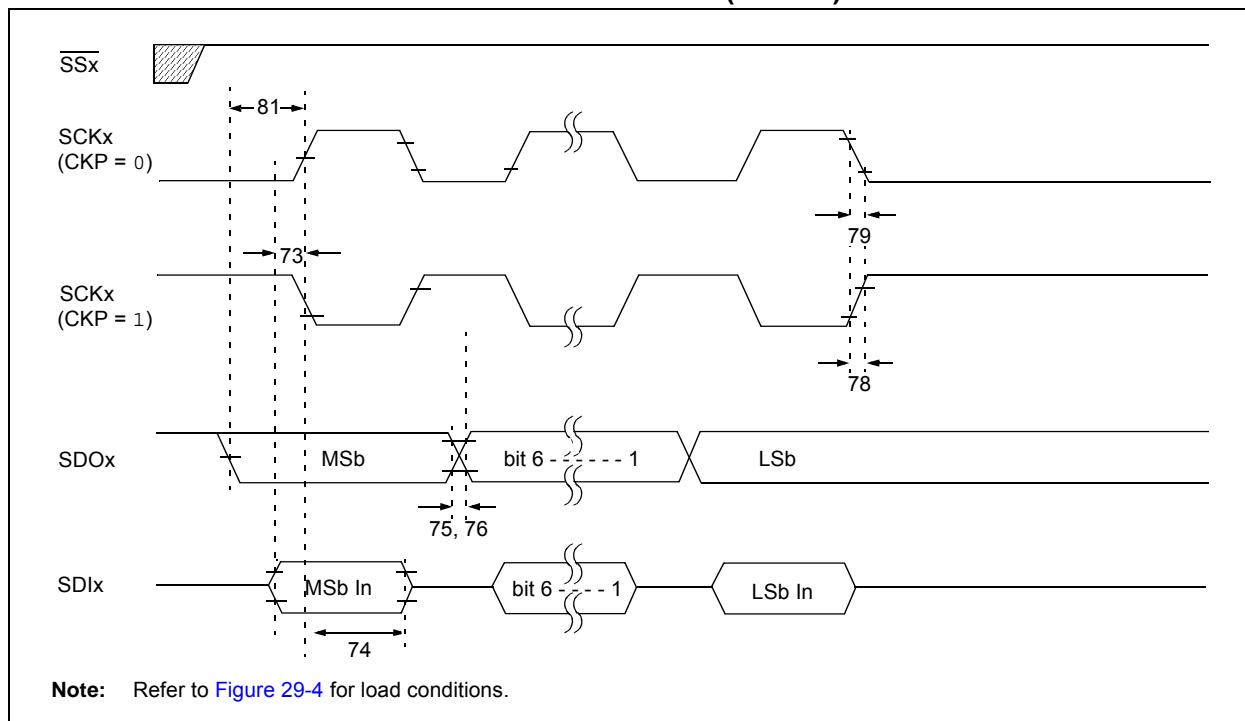 SSx
81
SCKx
(CKP = 0)
79
73
SCKx
(CKP = 1)
78
SDOx
MSb
bit 6 - - - - - - 1
LSb
75, 76
SDIx
MSb In
bit 6 - - - - 1
LSb In
74
Note: Refer to Figure 29-4 for load conditions.